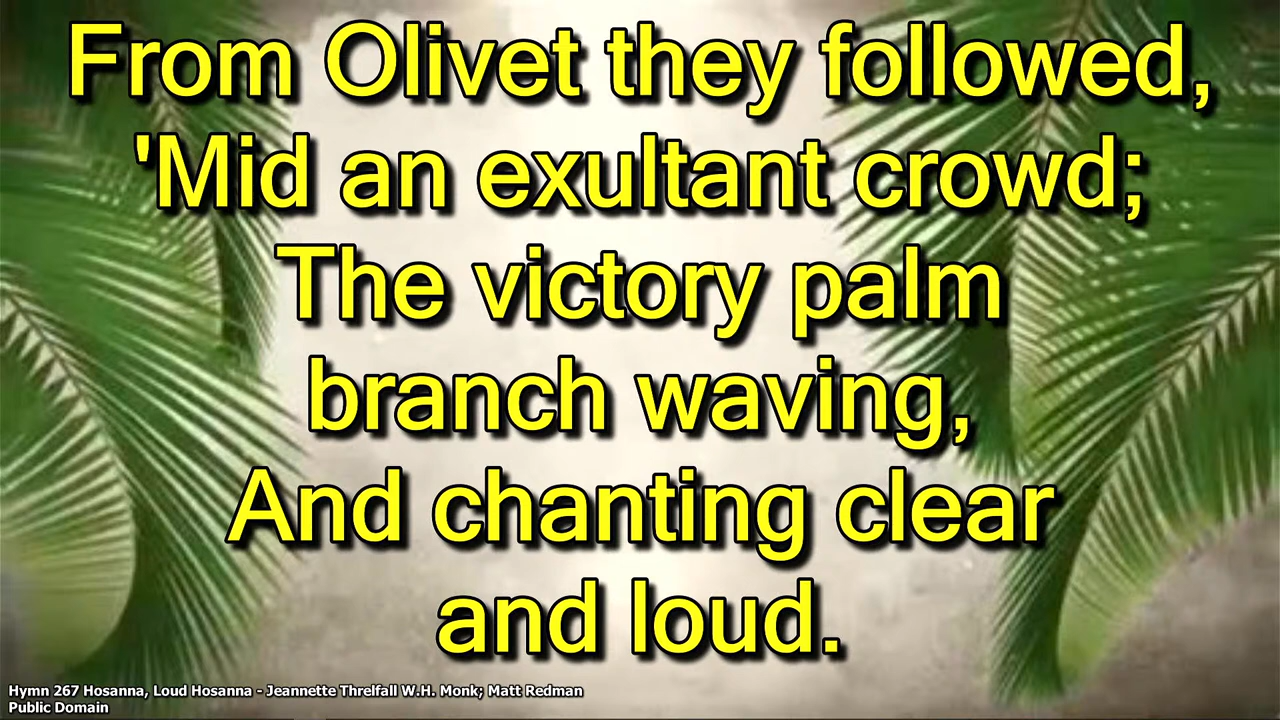 From Olivet they followed,
'Mid an exultant crowd;
The victory palm
branch waving,
And chanting clear
and loud.
Hymn 267 Hosanna, Loud Hosanna - Jeannette Threlfall W.H. Monk; Matt Redman
Public Domain